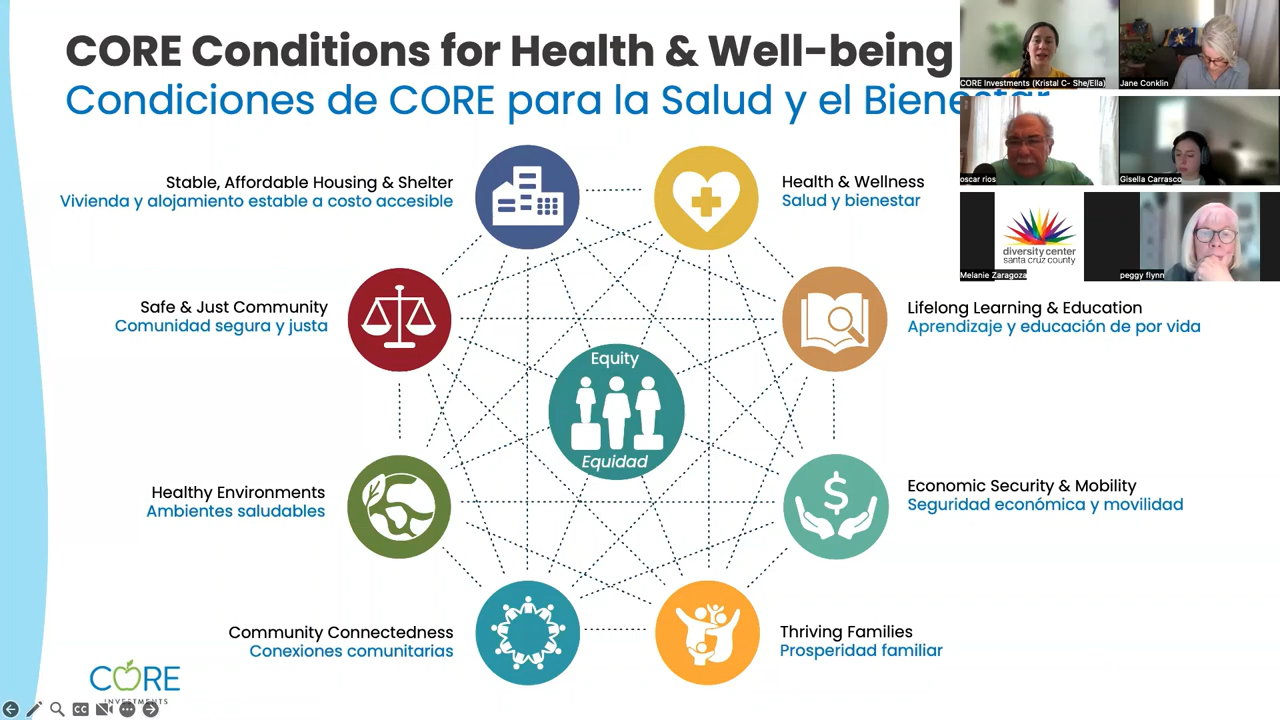 CORE Conditions for Health & Well-being
Condiciones de CORE para la Salud y el Bienestar
CORE Investments (Kristal C- She/Ella)
Jane Conklin
oscar rios
Gisella Carrasco
diversity center
santa cruz county
Melanie Zaragoza
peggy flynn
Stable, Affordable Housing & Shelter
Vivienda y alojamiento estable a costo accesible
Health & Wellness
Salud y bienestar
Safe & Just Community
Comunidad segura y justa
Lifelong Learning & Education
Aprendizaje y educación de por vida
Equity
Equidad
Healthy Environments
Ambientes saludables
Economic Security & Mobility
Seguridad económica y movilidad
Community Connectedness
Conexiones comunitarias
Thriving Families
Prosperidad familiar
CORE
INVESTMENTS
CC